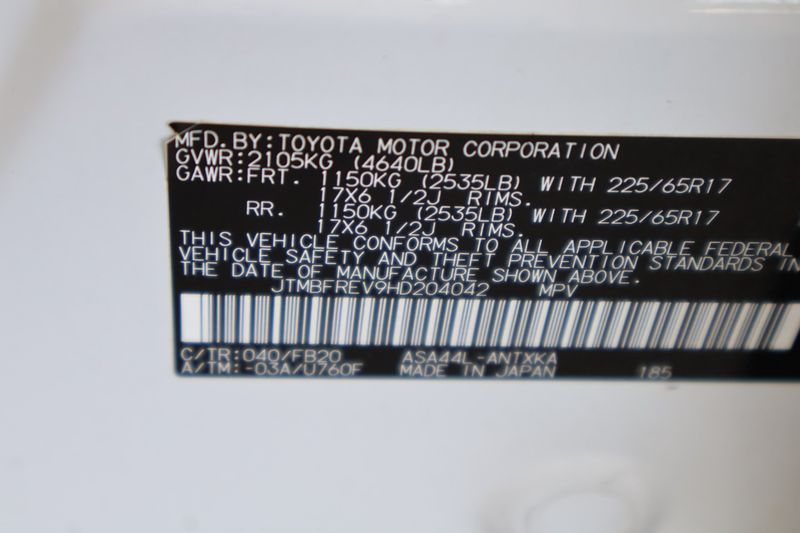 MFD.BY:TOYOTA MOTOR CORPORATION
GVWR:2105KG (4640LB)
GAWR:FRT. 1150KG (2535LB) WITH 225/65R17
17X6 1/2J RIMS.
RR. 1150KG (2535LB) WITH 225/65R17
17X6 1/2J RIMS.
THIS VEHICLE CONFORMS TO ALL APPLICABLE FEDERAL
VEHICLE SAFETY AND THEFT PREVENTION STANDARDS IN
THE DATE OF MANUFACTURE SHOWN ABOVE.
JTMBFREV9HD204042 MPV
C/TR:040/FB20 ASA44L-ANTXKA
A/TM:-03A/U760F MADE IN JAPAN 185